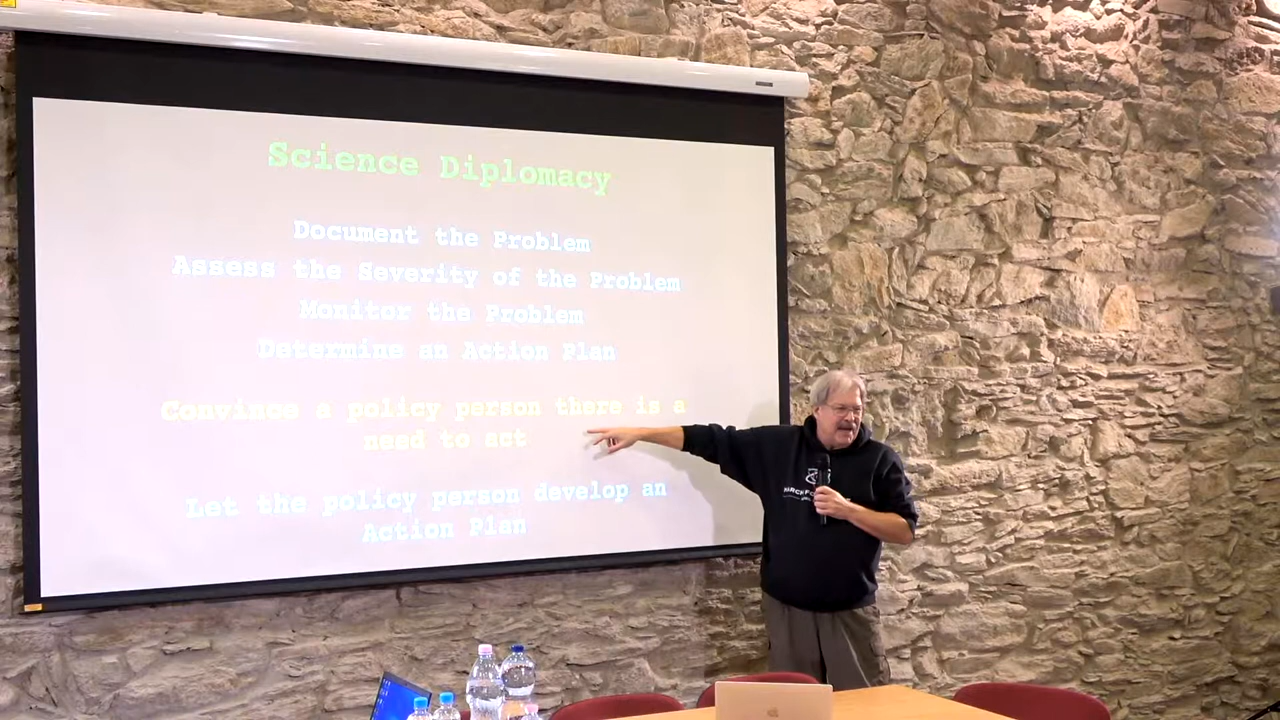 Science Diplomacy
Document the Problem
Assess the Severity of the Problem
Monitor the Problem
Determine an Action Plan
Convince a policy person there is a
need to act
Let the policy person develop an
Action Plan